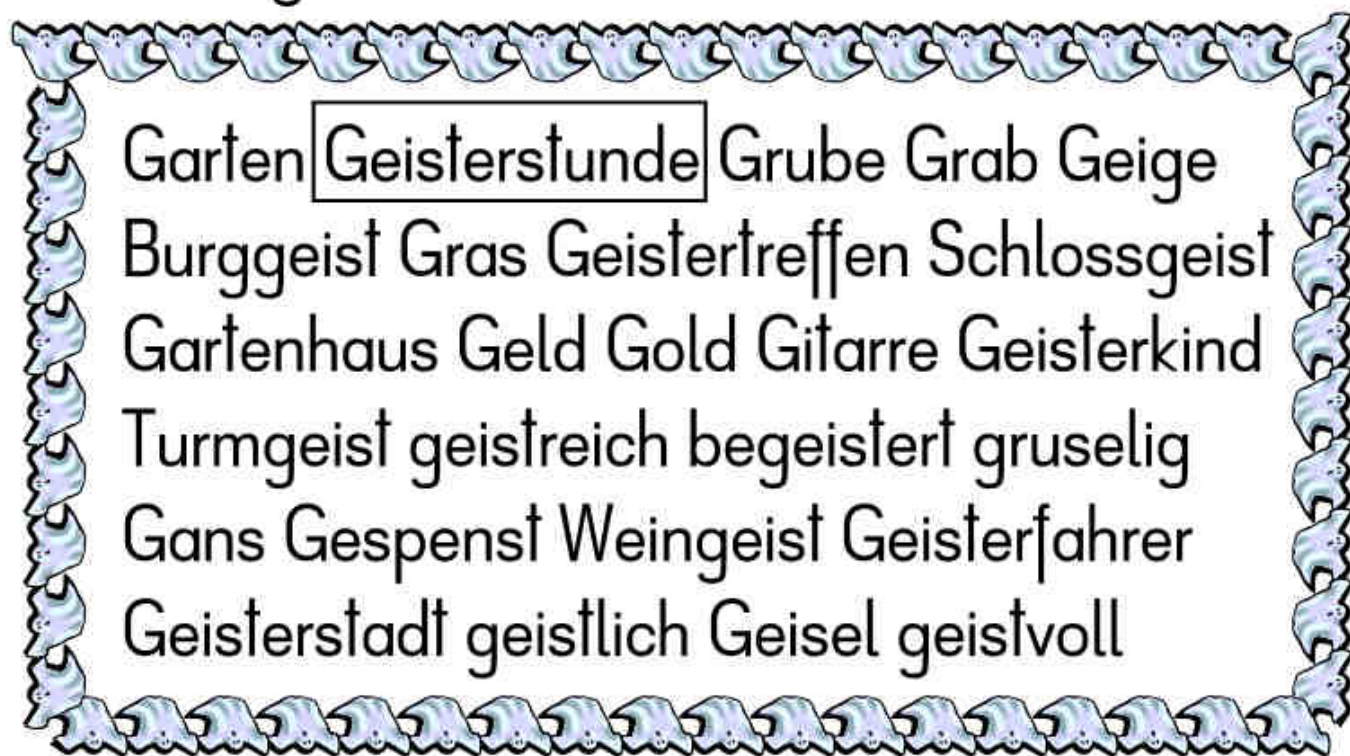 Garten Geisterstunde Grube Grab Geige
Burggeist Gras Geistertreffen Schlossgeist
Gartenhaus Geld Gold Gitarre Geisterkind
Turmgeist geistreich begeistert gruselig
Gans Gespenst Weingeist Geisterfahrer
Geisterstadt geistlich Geisel geistvoll